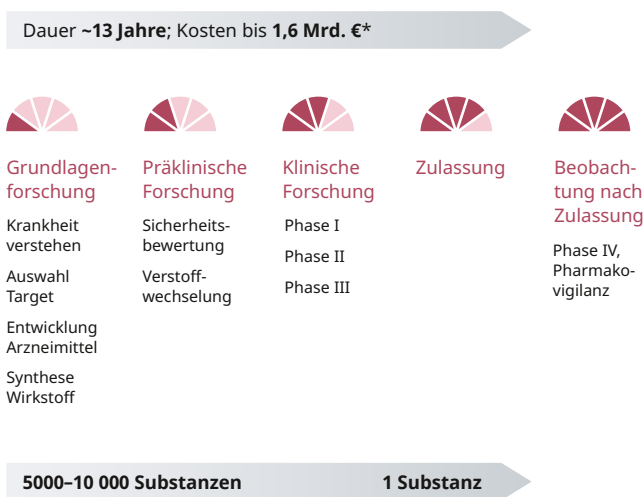 Dauer ~13 Jahre; Kosten bis 1,6 Mrd. €*
Grundlagen-
forschung
Krankheit
verstehen
Auswahl
Target
Entwicklung
Arzneimittel
Synthese
Wirkstoff
Präklinische
Forschung
Sicherheits-
bewertung
Verstoff-
wechselung
Klinische
Forschung
Phase I
Phase II
Phase III
Zulassung
Beobach-
tung nach
Zulassung
Phase IV,
Pharmako-
vigilanz
5000–10 000 Substanzen 1 Substanz